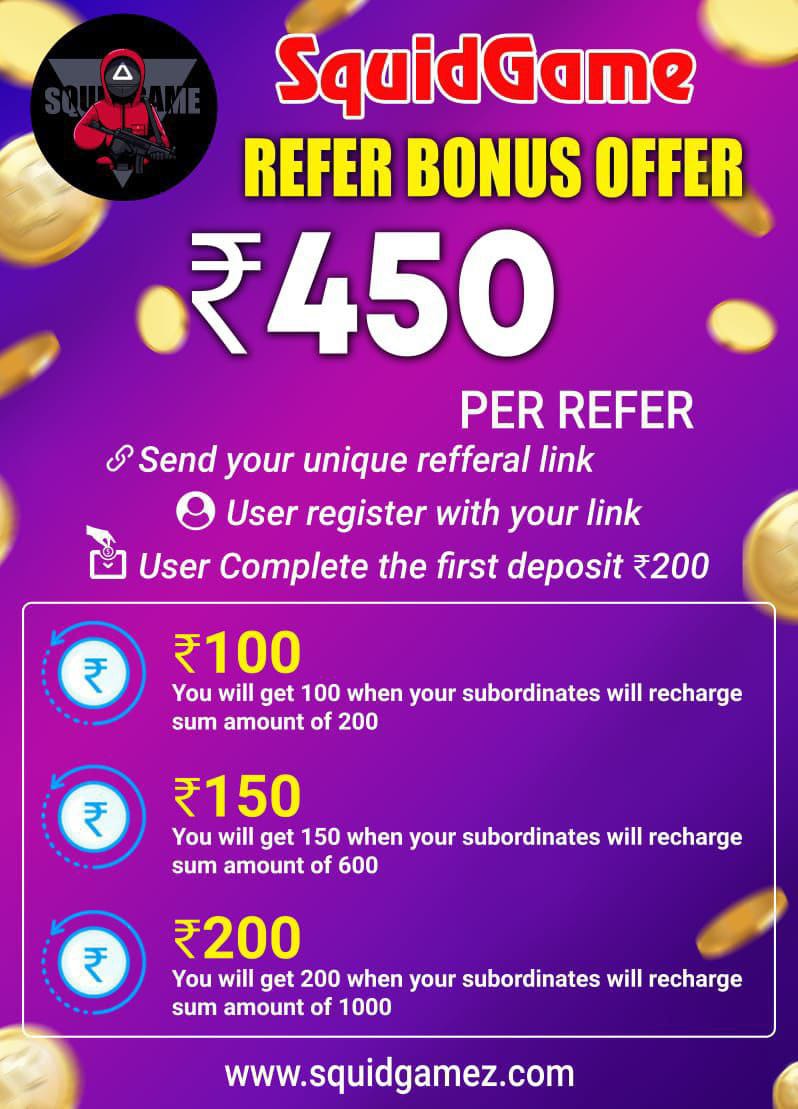 SQUID GAME
SquidGame
REFER BONUS OFFER
₹450
PER REFER
Send your unique refferal link
User register with your link
User Complete the first deposit ₹200
₹100
You will get 100 when your subordinates will recharge
sum amount of 200
₹150
You will get 150 when your subordinates will recharge
sum amount of 600
₹200
You will get 200 when your subordinates will recharge
sum amount of 1000
www.squidgamez.com